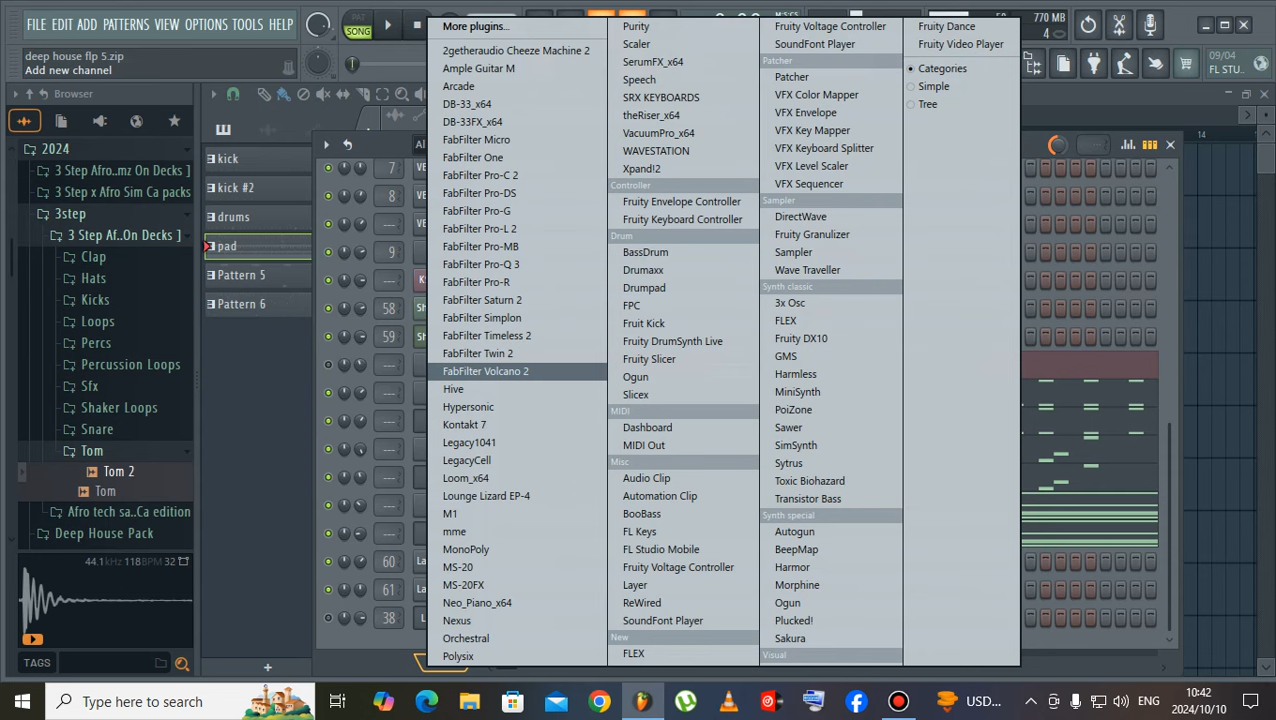 FILE EDIT ADD PATTERNS VIEW OPTIONS TOOLS HELP
PAT
SONG
770 MB
deep house flp 5.zip
Add new channel
09/04
FL STU..
Browser
2024
3 Step Afro...mz On Decks ]
3 Step x Afro Sim Ca packs
3step
3 Step Af..On Decks ]
Clap
Hats
Kicks
Loops
Percs
Percussion Loops
Sfx
Shaker Loops
Snare
Tom
Tom 2
Tom
Afro tech sa..Ca edition
Deep House Pack
44.1kHz 118BPM 32
TAGS
kick
kick #2
drums
pad
Pattern 5
Pattern 6
7
8
9
58
59
60
61
38
More plugins...
2getheraudio Cheeze Machine 2
Ample Guitar M
Arcade
DB-33_x64
DB-33FX_x64
FabFilter Micro
FabFilter One
FabFilter Pro-C 2
FabFilter Pro-DS
FabFilter Pro-G
FabFilter Pro-L 2
FabFilter Pro-MB
FabFilter Pro-Q 3
FabFilter Pro-R
FabFilter Saturn 2
FabFilter Simplon
FabFilter Timeless 2
FabFilter Twin 2
FabFilter Volcano 2
Hive
Hypersonic
Kontakt 7
Legacy1041
LegacyCell
Loom_x64
Lounge Lizard EP-4
M1
mme
MonoPoly
MS-20
MS-20FX
Neo_Piano_x64
Nexus
Orchestral
Polysix
Purity
Scaler
SerumFX_x64
Speech
SRX KEYBOARDS
theRiser_x64
VacuumPro_x64
WAVESTATION
Xpand!2
Controller
Fruity Envelope Controller
Fruity Keyboard Controller
Drum
BassDrum
Drumaxx
Drumpad
FPC
Fruit Kick
Fruity DrumSynth Live
Fruity Slicer
Ogun
Slicex
MIDI
Dashboard
MIDI Out
Misc
Audio Clip
Automation Clip
BooBass
FL Keys
FL Studio Mobile
Fruity Voltage Controller
Layer
ReWired
SoundFont Player
New
FLEX
Fruity Voltage Controller
SoundFont Player
Patcher
Patcher
VFX Color Mapper
VFX Envelope
VFX Key Mapper
VFX Keyboard Splitter
VFX Level Scaler
VFX Sequencer
Sampler
DirectWave
Fruity Granulizer
Sampler
Wave Traveller
Synth classic
3x Osc
FLEX
Fruity DX10
GMS
Harmless
MiniSynth
PoiZone
Sawer
SimSynth
Sytrus
Toxic Biohazard
Transistor Bass
Synth special
Autogun
BeepMap
Harmor
Morphine
Ogun
Plucked!
Sakura
Visual
Fruity Dance
Fruity Video Player
Categories
Simple
Tree
14
Type here to search
USD...
ENG
10:42
2024/10/10